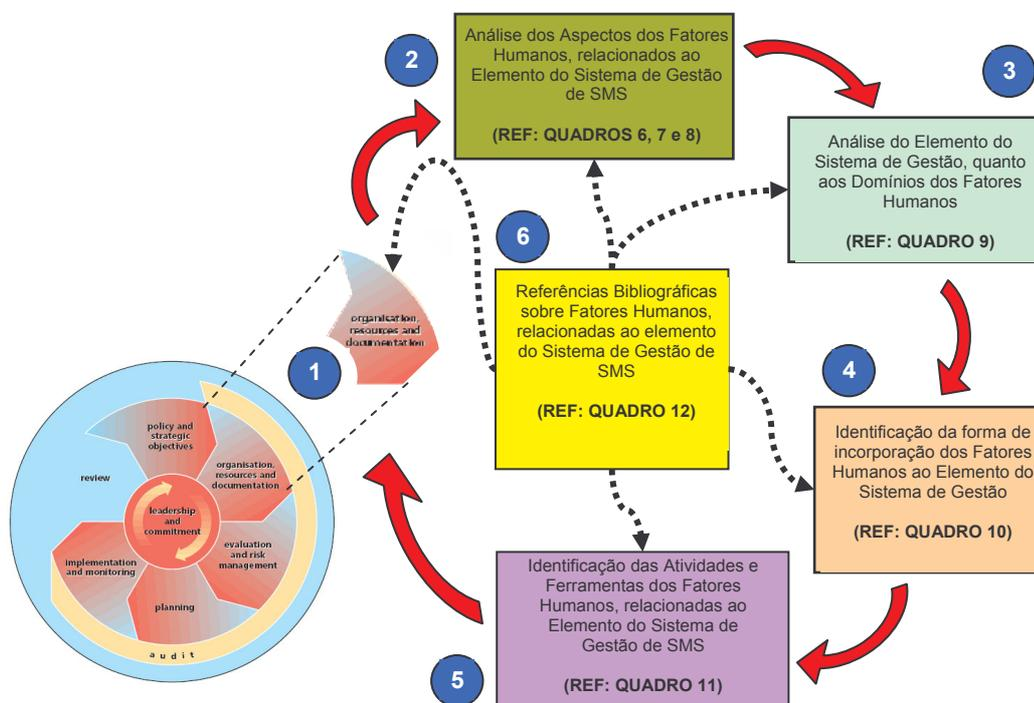 2
Análise dos Aspectos dos Fatores
Humanos, relacionados ao
Elemento do Sistema de Gestão
de SMS
(REF: QUADROS 6, 7 e 8)
3
Análise do Elemento do
Sistema de Gestão, quanto
aos Domínios dos Fatores
Humanos
(REF: QUADRO 9)
6
Referências Bibliográficas
sobre Fatores Humanos,
relacionadas ao elemento
do Sistema de Gestão de
SMS
(REF: QUADRO 12)
organisation,
resources and
documentation
1
4
Identificação da forma de
incorporação dos Fatores
Humanos ao Elemento do
Sistema de Gestão
(REF: QUADRO 10)
policy and
strategic
objectives
organisation,
resources and
documentation
review
leadership
and
commitment
evaluation
and risk
management
implementation
and monitoring
planning
audit
5
Identificação das Atividades e
Ferramentas dos Fatores
Humanos, relacionadas ao
Elemento do Sistema de
Gestão de SMS
(REF: QUADRO 11)